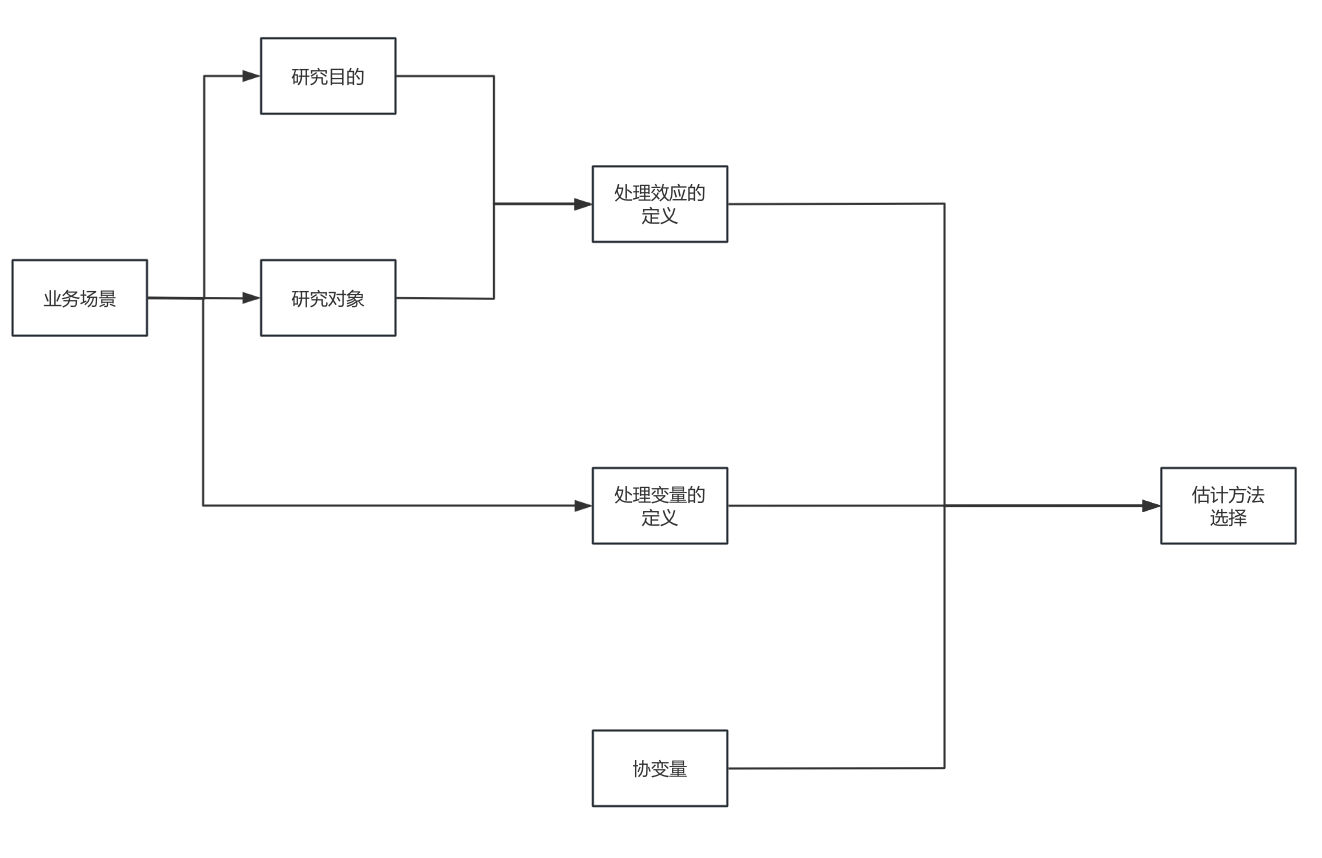 研究目的
处理效应的
定义
业务场景
研究对象
处理变量的
定义
估计方法
选择
协变量